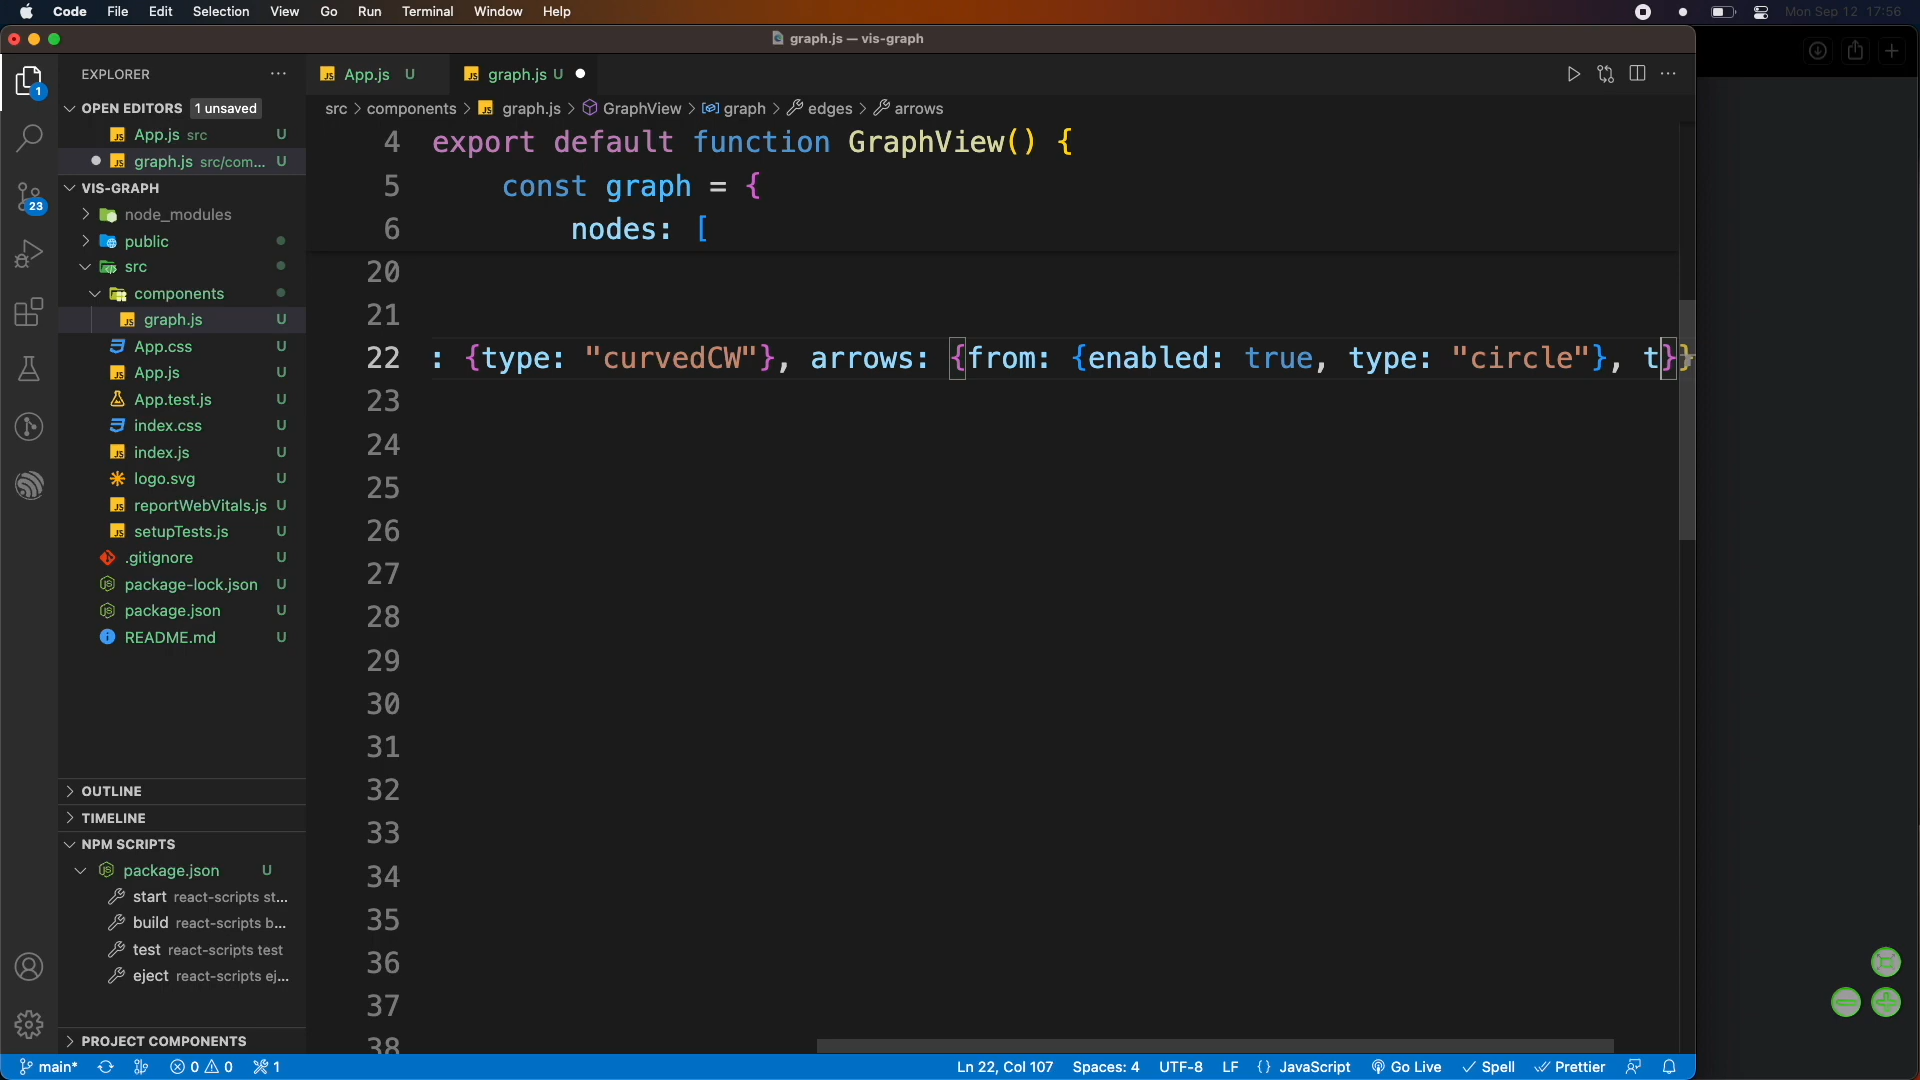 Code File Edit Selection View Go Run Terminal Window Help Mon Sep 12 17:56
graph.js — vis-graph
EXPLORER
App.js U
graph.js U
OPEN EDITORS 1 unsaved
src > components > graph.js > GraphView > graph > edges > arrows
App.js src U
graph.js src/com... U
VIS-GRAPH
node_modules
public
src
components
graph.js U
App.css U
App.js U
App.test.js U
index.css U
index.js U
logo.svg U
reportWebVitals.js U
setupTests.js U
.gitignore U
package-lock.json U
package.json U
README.md U
OUTLINE
TIMELINE
NPM SCRIPTS
package.json U
start react-scripts st...
build react-scripts b...
test react-scripts test
eject react-scripts ej...
PROJECT COMPONENTS
1
23
4 export default function GraphView() {
5 const graph = {
6 nodes: [
20
21
22 : {type: "curvedCW"}, arrows: {from: {enabled: true, type: "circle"}, t}}
23
24
25
26
27
28
29
30
31
32
33
34
35
36
37
38
main* 0 0 1 Ln 22, Col 107 Spaces: 4 UTF-8 LF {} JavaScript Go Live Spell Prettier